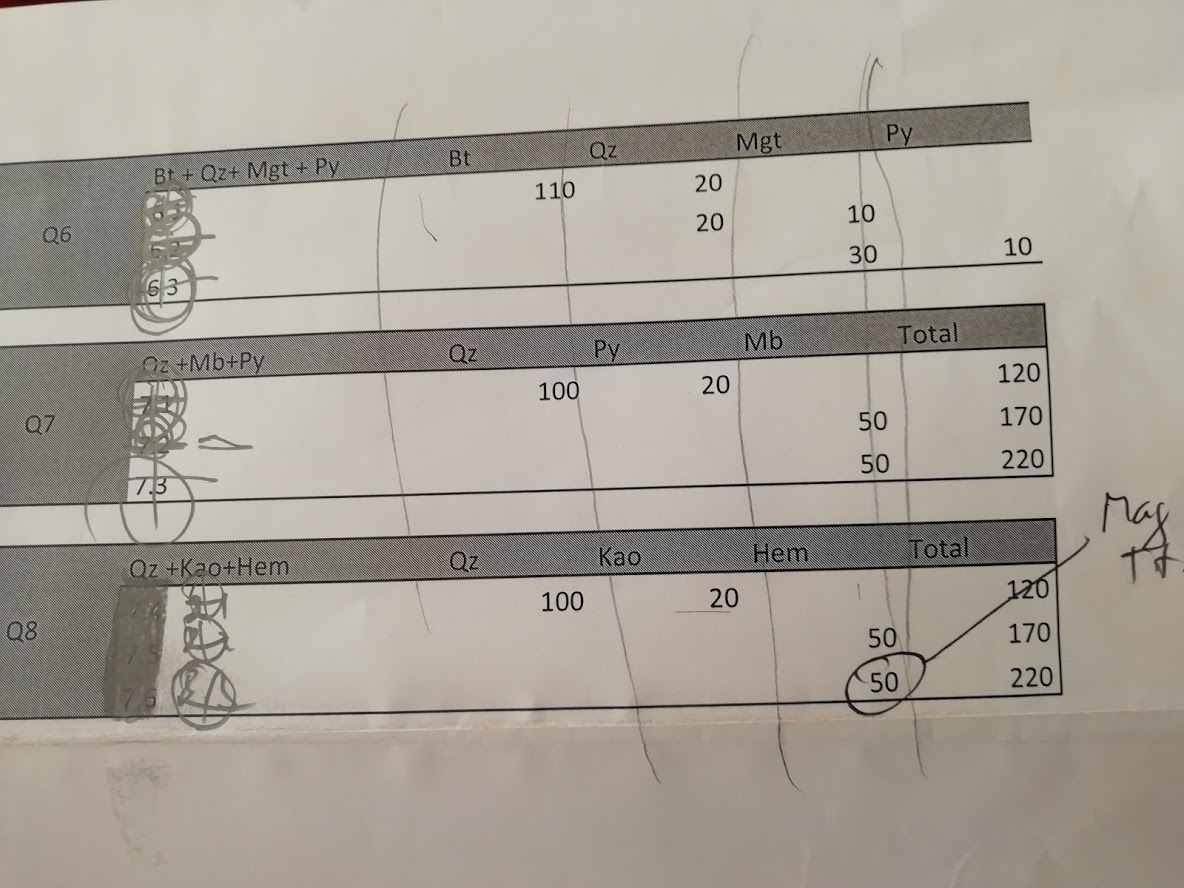 Bt + Qz+ Mgt + Py Bt Qz Mgt Py
Q6
110 20
6.2 20 10
6.3 30 10
Qz +Mb+Py Qz Py Mb Total
Q7
7.1 100 20 120
7.2 50 170
7.3 50 220
Qz +Kao+Hem Qz Kao Hem Total
Q8
7.4 100 20 120
7.5 50 170
7.6 50 220
Mag